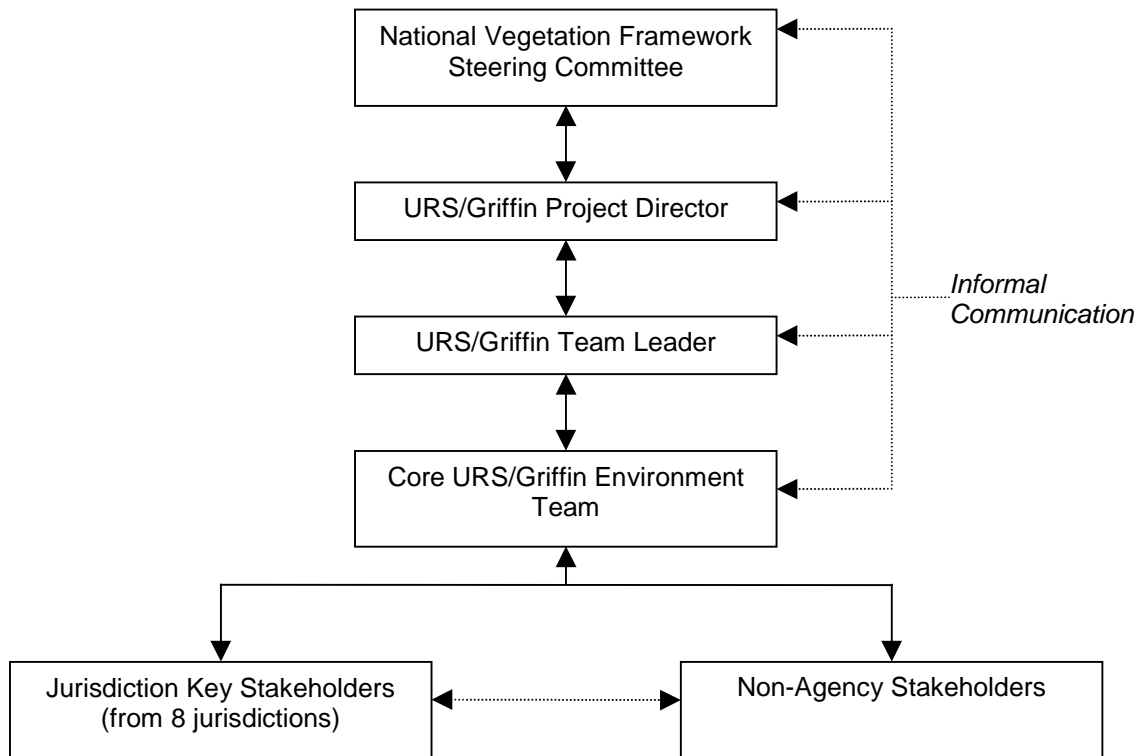 National Vegetation Framework
Steering Committee
URS/Griffin Project Director
Informal
Communication
URS/Griffin Team Leader
Core URS/Griffin Environment
Team
Jurisdiction Key Stakeholders
(from 8 jurisdictions)
Non-Agency Stakeholders